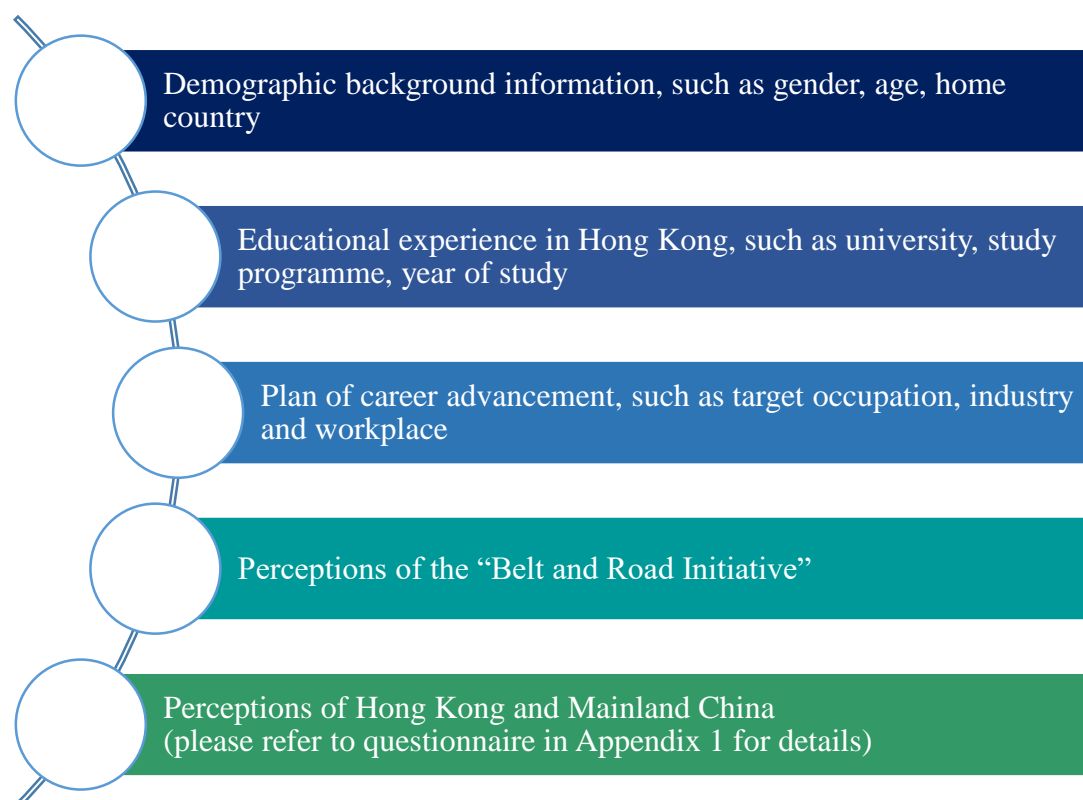 Demographic background information, such as gender, age, home
country
Educational experience in Hong Kong, such as university, study
programme, year of study
Plan of career advancement, such as target occupation, industry
and workplace
Perceptions of the “Belt and Road Initiative”
Perceptions of Hong Kong and Mainland China
(please refer to questionnaire in Appendix 1 for details)